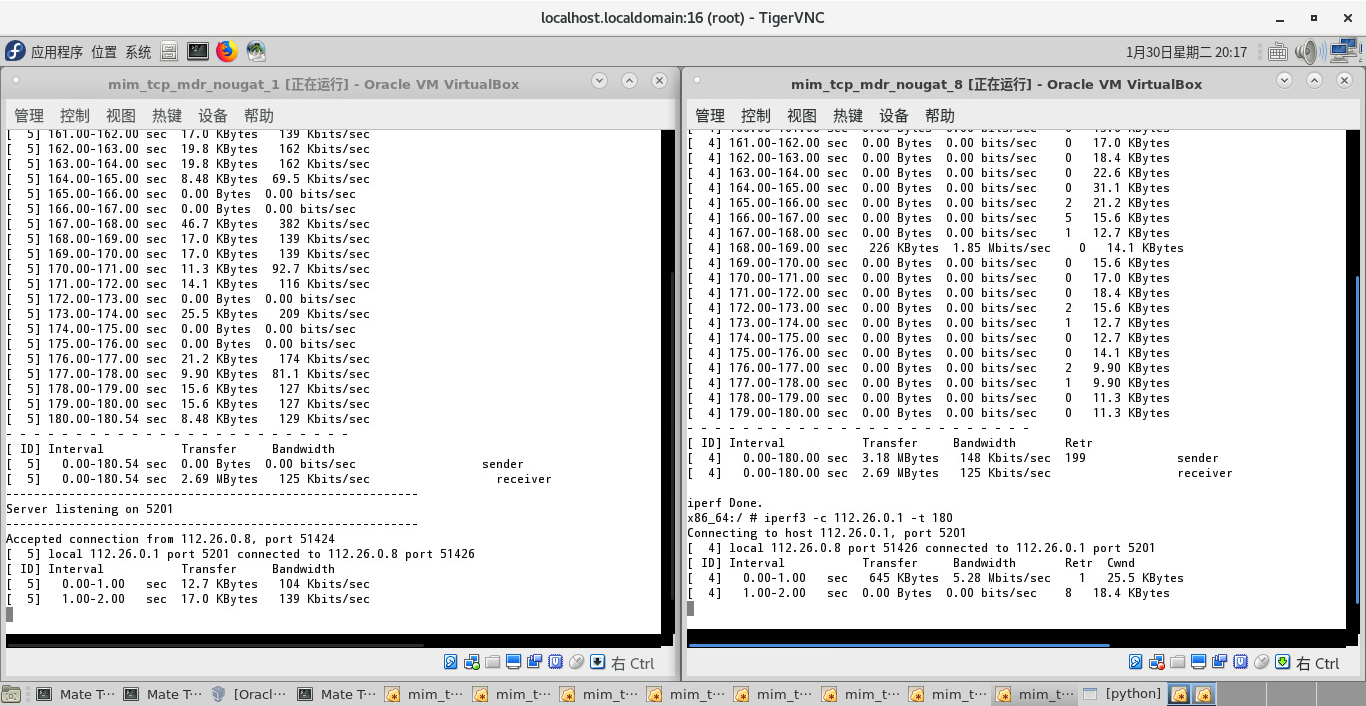 localhost.localdomain:16 (root) - TigerVNC
应用程序 位置 系统
1月30日星期二 20:17
mim_tcp_mdr_nougat_1 [正在运行] - Oracle VM VirtualBox
管理 控制 视图 热键 设备 帮助
[  5] 161.00-162.00 sec  17.0 KBytes   139 Kbits/sec
[  5] 162.00-163.00 sec  19.8 KBytes   162 Kbits/sec
[  5] 163.00-164.00 sec  19.8 KBytes   162 Kbits/sec
[  5] 164.00-165.00 sec  8.48 KBytes  69.5 Kbits/sec
[  5] 165.00-166.00 sec  0.00 Bytes  0.00 bits/sec
[  5] 166.00-167.00 sec  0.00 Bytes  0.00 bits/sec
[  5] 167.00-168.00 sec  46.7 KBytes   382 Kbits/sec
[  5] 168.00-169.00 sec  17.0 KBytes   139 Kbits/sec
[  5] 169.00-170.00 sec  17.0 KBytes   139 Kbits/sec
[  5] 170.00-171.00 sec  11.3 KBytes  92.7 Kbits/sec
[  5] 171.00-172.00 sec  14.1 KBytes   116 Kbits/sec
[  5] 172.00-173.00 sec  0.00 Bytes  0.00 bits/sec
[  5] 173.00-174.00 sec  25.5 KBytes   209 Kbits/sec
[  5] 174.00-175.00 sec  0.00 Bytes  0.00 bits/sec
[  5] 175.00-176.00 sec  0.00 Bytes  0.00 bits/sec
[  5] 176.00-177.00 sec  21.2 KBytes   174 Kbits/sec
[  5] 177.00-178.00 sec  9.90 KBytes  81.1 Kbits/sec
[  5] 178.00-179.00 sec  15.6 KBytes   127 Kbits/sec
[  5] 179.00-180.00 sec  15.6 KBytes   127 Kbits/sec
[  5] 180.00-180.54 sec  8.48 KBytes   129 Kbits/sec
- - - - - - - - - - - - - - - - - - - - - - - - -
[ ID] Interval           Transfer     Bandwidth
[  5]   0.00-180.54 sec  0.00 Bytes  0.00 bits/sec                  sender
[  5]   0.00-180.54 sec  2.69 MBytes   125 Kbits/sec                  receiver
-----------------------------------------------------------
Server listening on 5201
-----------------------------------------------------------
Accepted connection from 112.26.0.8, port 51424
[  5] local 112.26.0.1 port 5201 connected to 112.26.0.8 port 51426
[ ID] Interval           Transfer     Bandwidth
[  5]   0.00-1.00   sec  12.7 KBytes   104 Kbits/sec
[  5]   1.00-2.00   sec  17.0 KBytes   139 Kbits/sec
右 Ctrl
mim_tcp_mdr_nougat_8 [正在运行] - Oracle VM VirtualBox
管理 控制 视图 热键 设备 帮助
[  4] 161.00-162.00 sec  0.00 Bytes  0.00 bits/sec    0   17.0 KBytes
[  4] 162.00-163.00 sec  0.00 Bytes  0.00 bits/sec    0   18.4 KBytes
[  4] 163.00-164.00 sec  0.00 Bytes  0.00 bits/sec    0   22.6 KBytes
[  4] 164.00-165.00 sec  0.00 Bytes  0.00 bits/sec    0   31.1 KBytes
[  4] 165.00-166.00 sec  0.00 Bytes  0.00 bits/sec    2   21.2 KBytes
[  4] 166.00-167.00 sec  0.00 Bytes  0.00 bits/sec    5   15.6 KBytes
[  4] 167.00-168.00 sec  0.00 Bytes  0.00 bits/sec    1   12.7 KBytes
[  4] 168.00-169.00 sec   226 KBytes  1.85 Mbits/sec    0   14.1 KBytes
[  4] 169.00-170.00 sec  0.00 Bytes  0.00 bits/sec    0   15.6 KBytes
[  4] 170.00-171.00 sec  0.00 Bytes  0.00 bits/sec    0   17.0 KBytes
[  4] 171.00-172.00 sec  0.00 Bytes  0.00 bits/sec    0   18.4 KBytes
[  4] 172.00-173.00 sec  0.00 Bytes  0.00 bits/sec    2   15.6 KBytes
[  4] 173.00-174.00 sec  0.00 Bytes  0.00 bits/sec    1   12.7 KBytes
[  4] 174.00-175.00 sec  0.00 Bytes  0.00 bits/sec    0   12.7 KBytes
[  4] 175.00-176.00 sec  0.00 Bytes  0.00 bits/sec    0   14.1 KBytes
[  4] 176.00-177.00 sec  0.00 Bytes  0.00 bits/sec    2   9.90 KBytes
[  4] 177.00-178.00 sec  0.00 Bytes  0.00 bits/sec    1   9.90 KBytes
[  4] 178.00-179.00 sec  0.00 Bytes  0.00 bits/sec    0   11.3 KBytes
[  4] 179.00-180.00 sec  0.00 Bytes  0.00 bits/sec    0   11.3 KBytes
- - - - - - - - - - - - - - - - - - - - - - - - -
[ ID] Interval           Transfer     Bandwidth       Retr
[  4]   0.00-180.00 sec  3.18 MBytes   148 Kbits/sec  199             sender
[  4]   0.00-180.00 sec  2.69 MBytes   125 Kbits/sec                  receiver
iperf Done.
x86_64:/ # iperf3 -c 112.26.0.1 -t 180
Connecting to host 112.26.0.1, port 5201
[  4] local 112.26.0.8 port 51426 connected to 112.26.0.1 port 5201
[ ID] Interval           Transfer     Bandwidth       Retr  Cwnd
[  4]   0.00-1.00   sec   645 KBytes  5.28 Mbits/sec    1   25.5 KBytes
[  4]   1.00-2.00   sec  0.00 Bytes  0.00 bits/sec    8   18.4 KBytes
右 Ctrl
Mate T··· Mate T··· [Oracl··· Mate T··· mim_t··· mim_t··· mim_t··· mim_t··· mim_t··· mim_t··· mim_t··· mim_t··· [python]